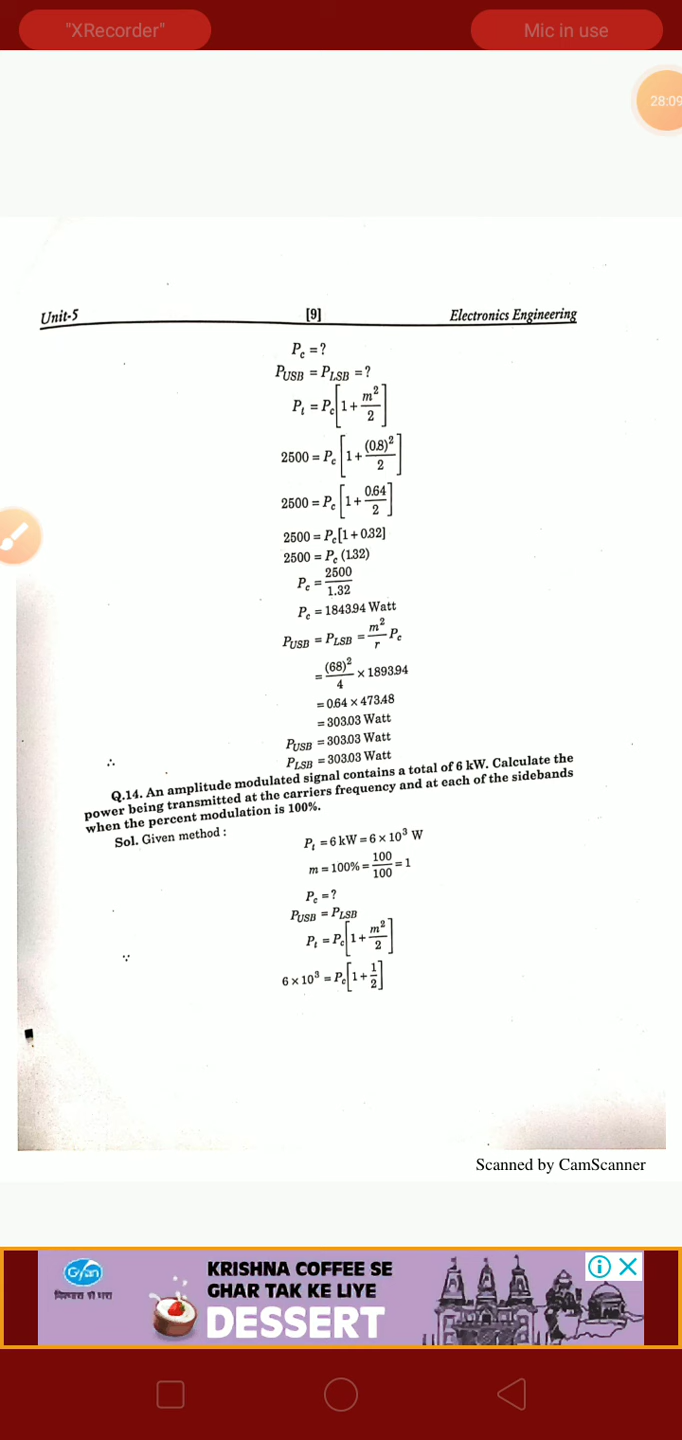 "XRecorder"
Mic in use
28:09
Unit-5 [9] Electronics Engineering
P_c = ?
P_USB = P_LSB = ?
P_t = P_c[1 + m²/2]
2500 = P_c[1 + (0.8)²/2]
2500 = P_c[1 + 0.64/2]
2500 = P_c[1 + 0.32]
2500 = P_c (1.32)
P_c = 2500/1.32
P_c = 1843.94 Watt
P_USB = P_LSB = m²/r P_c
= (68)²/4 × 1893.94
= 0.64 × 473.48
= 303.03 Watt
∴ P_USB = 303.03 Watt
P_LSB = 303.03 Watt
Q.14. An amplitude modulated signal contains a total of 6 kW. Calculate the
power being transmitted at the carriers frequency and at each of the sidebands
when the percent modulation is 100%.
Sol. Given method :
P_t = 6 kW = 6 × 10³ W
m = 100% = 100/100 = 1
P_c = ?
P_USB = P_LSB
∵ P_t = P_c[1 + m²/2]
6 × 10³ = P_c[1 + 1/2]
Scanned by CamScanner
Gyan
KRISHNA COFFEE SE
GHAR TAK KE LIYE
DESSERT